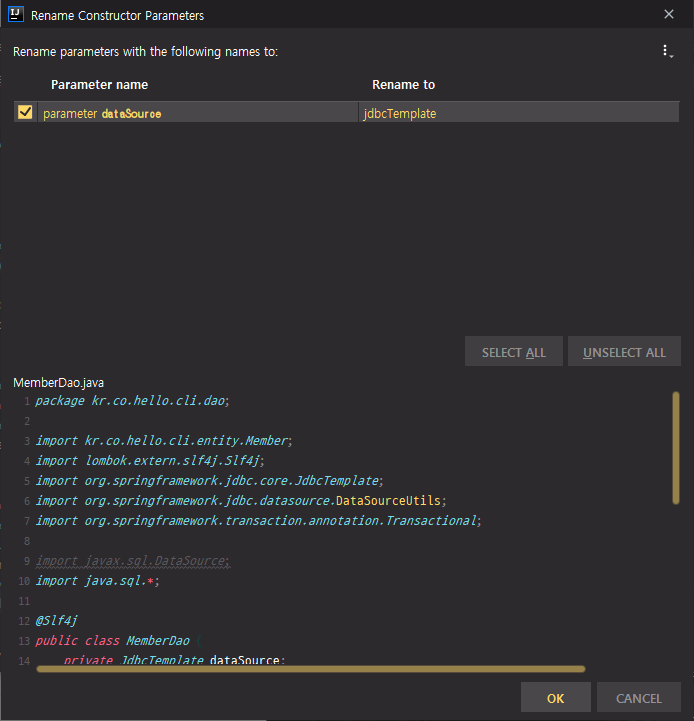 IJ
Rename Constructor Parameters
Rename parameters with the following names to:
Parameter name Rename to
parameter dataSource jdbcTemplate
SELECT ALL UNSELECT ALL
MemberDao.java
1 package kr.co.hello.cli.dao;
2
3 import kr.co.hello.cli.entity.Member;
4 import lombok.extern.slf4j.Slf4j;
5 import org.springframework.jdbc.core.JdbcTemplate;
6 import org.springframework.jdbc.datasource.DataSourceUtils;
7 import org.springframework.transaction.annotation.Transactional;
8
9 import javax.sql.DataSource;
10 import java.sql.*;
11
12 @Slf4j
13 public class MemberDao {
14 private JdbcTemplate dataSource;
OK CANCEL